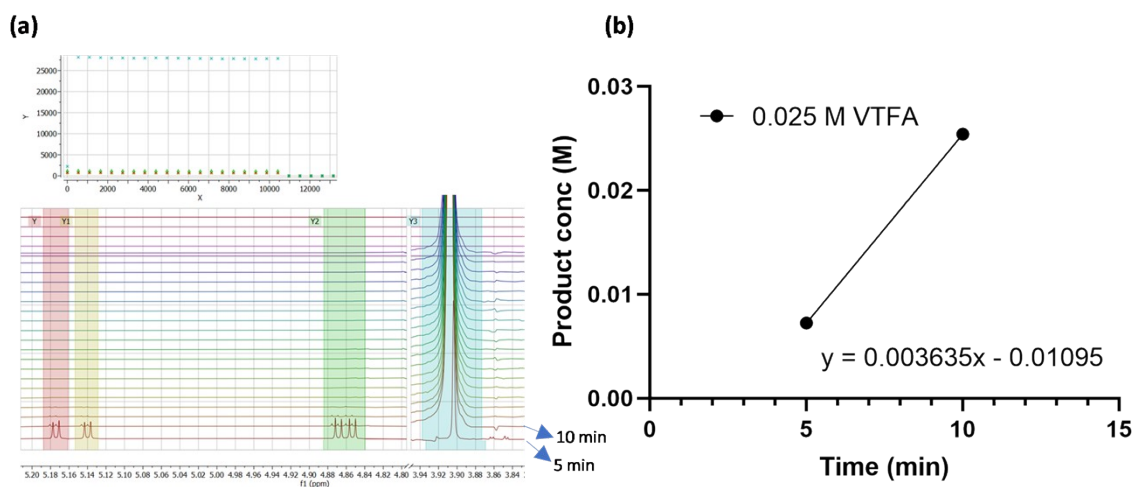 (a)
25000
20000
15000
10000
5000
0
Y
0 2000 4000 6000 8000 10000 12000
X
Y Y1 Y2 Y3
10 min
5 min
5.20 5.18 5.16 5.14 5.12 5.10 5.08 5.06 5.04 5.02 5.00 4.98 4.96 4.94 4.92 4.90 4.88 4.86 4.84 4.82 4.80 3.94 3.92 3.90 3.88 3.86 3.84
f1 (ppm)
(b)
0.03
0.02
0.01
0.00
Product conc (M)
0.025 M VTFA
y = 0.003635x - 0.01095
0 5 10 15
Time (min)